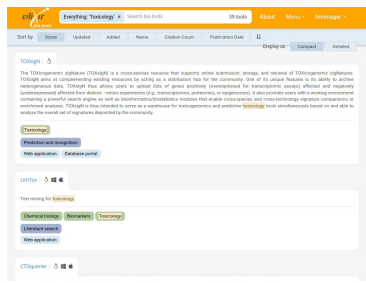 elixir
Everything: 'Toxicology' × Search bio.tools 39 tools About Menu
Sort by Score Updated Added Name Citation Count Publication Date
Display as Compact Detailed
TOXsIgN
The TOXicogenomic sIgNature (TOXsIgN) is a cross-species resource that supports online submission, storage, and retrieval of TOXicogenomic sIgNatures.
TOXsIgN aims at complementing existing resources by acting as a distribution hub for the community. One of its unique features is its ability to archive
heterogeneous data. TOXsIgN thus allows users to upload lists of genes positively (overexpressed for transcriptomic assays) affected and negatively
(underexpressed) affected from distinct -omics experiments (e.g., transcriptomics, proteomics, or epigenomics). It also provides users with a working environment
containing a powerful search engine as well as bioinformatics/biostatistics modules that enable cross-species and cross-technology signature comparisons or
enrichment analyses. TOXsIgN is thus intended to serve as a warehouse for toxicogenomics and predictive toxicology tools simultaneously based on and able to
analyze the overall set of signatures deposited by the community.
Toxicology
Prediction and recognition
Web application Database portal
LimTox
Text mining for toxicology.
Chemical biology Biomarkers Toxicology
Literature search
Web application
CTDquerier